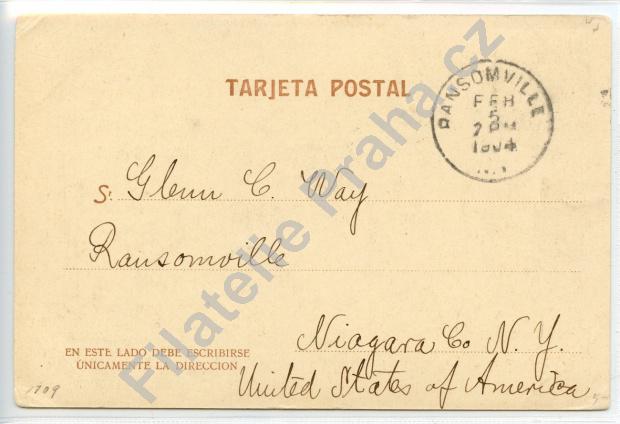 TARJETA POSTAL
RANSOMVILLE
FEB
5
2 PM
1904
N.Y.
S. Glenn C. Way
Ransomville
Niagara Co N. Y.
United States of America
EN ESTE LADO DEBE ESCRIBIRSE
ÚNICAMENTE LA DIRECCION
1709
Filatelie Praha.cz